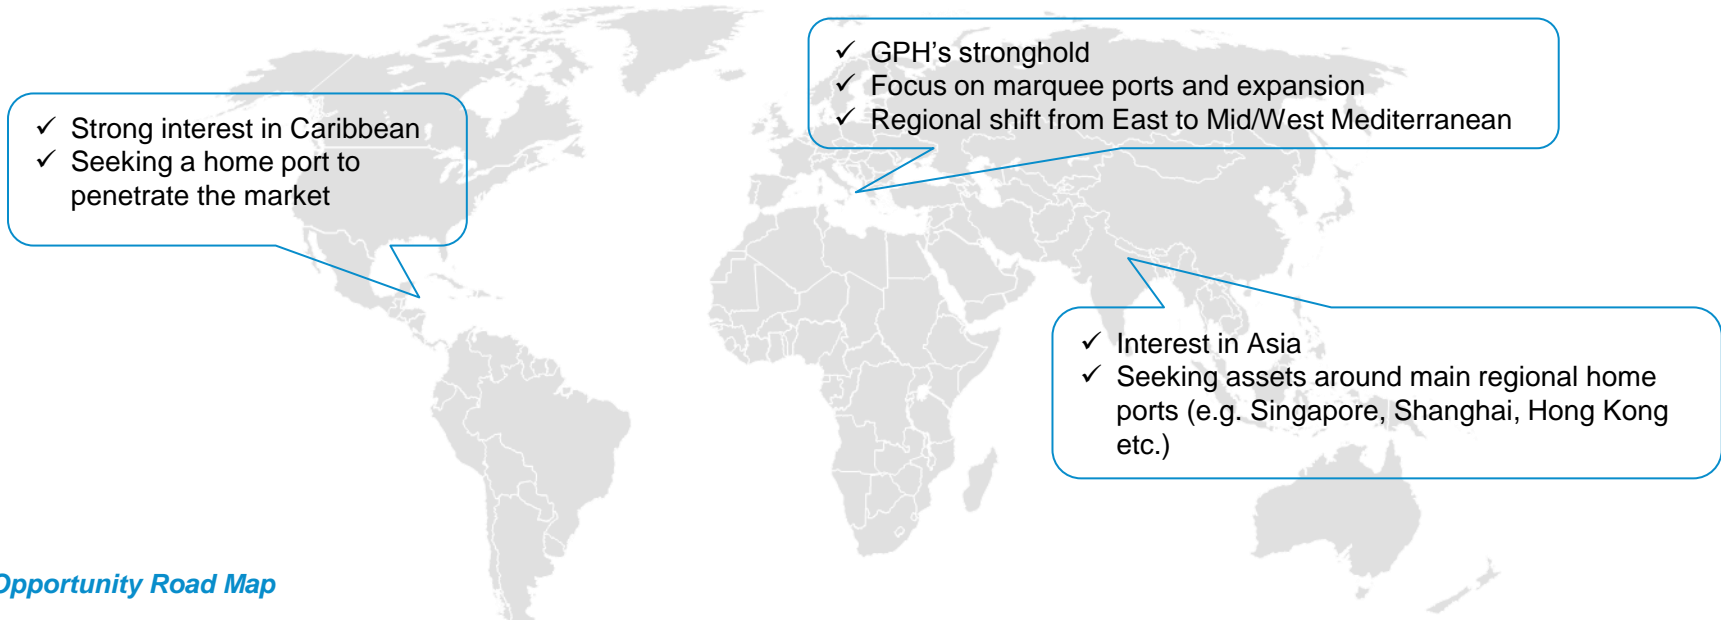 ✓ GPH's stronghold
✓ Focus on marquee ports and expansion
✓ Regional shift from East to Mid/West Mediterranean
✓ Strong interest in Caribbean
✓ Seeking a home port to
penetrate the market
✓ Interest in Asia
✓ Seeking assets around main regional home
ports (e.g. Singapore, Shanghai, Hong Kong
etc.)
Opportunity Road Map